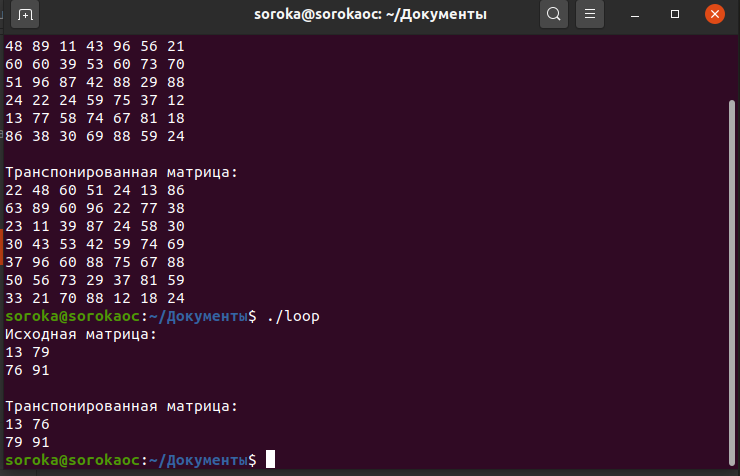 soroka@sorokaoc: ~/Документы
48 89 11 43 96 56 21
60 60 39 53 60 73 70
51 96 87 42 88 29 88
24 22 24 59 75 37 12
13 77 58 74 67 81 18
86 38 30 69 88 59 24
Транспонированная матрица:
22 48 60 51 24 13 86
63 89 60 96 22 77 38
23 11 39 87 24 58 30
30 43 53 42 59 74 69
37 96 60 88 75 67 88
50 56 73 29 37 81 59
33 21 70 88 12 18 24
soroka@sorokaoc:~/Документы$ ./loop
Исходная матрица:
13 79
76 91
Транспонированная матрица:
13 76
79 91
soroka@sorokaoc:~/Документы$